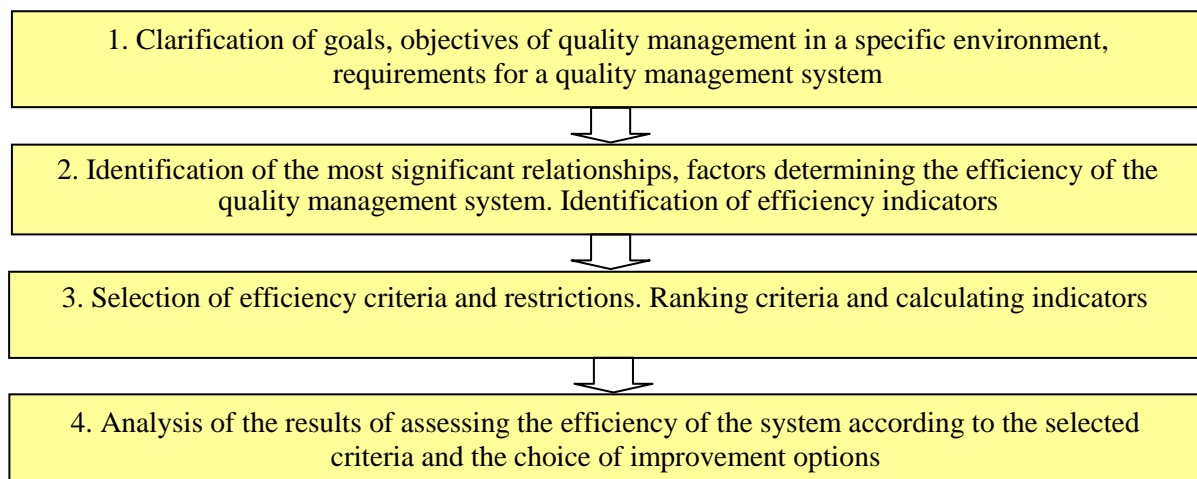 1. Clarification of goals, objectives of quality management in a specific environment,
requirements for a quality management system
2. Identification of the most significant relationships, factors determining the efficiency of the
quality management system. Identification of efficiency indicators
3. Selection of efficiency criteria and restrictions. Ranking criteria and calculating indicators
4. Analysis of the results of assessing the efficiency of the system according to the selected
criteria and the choice of improvement options